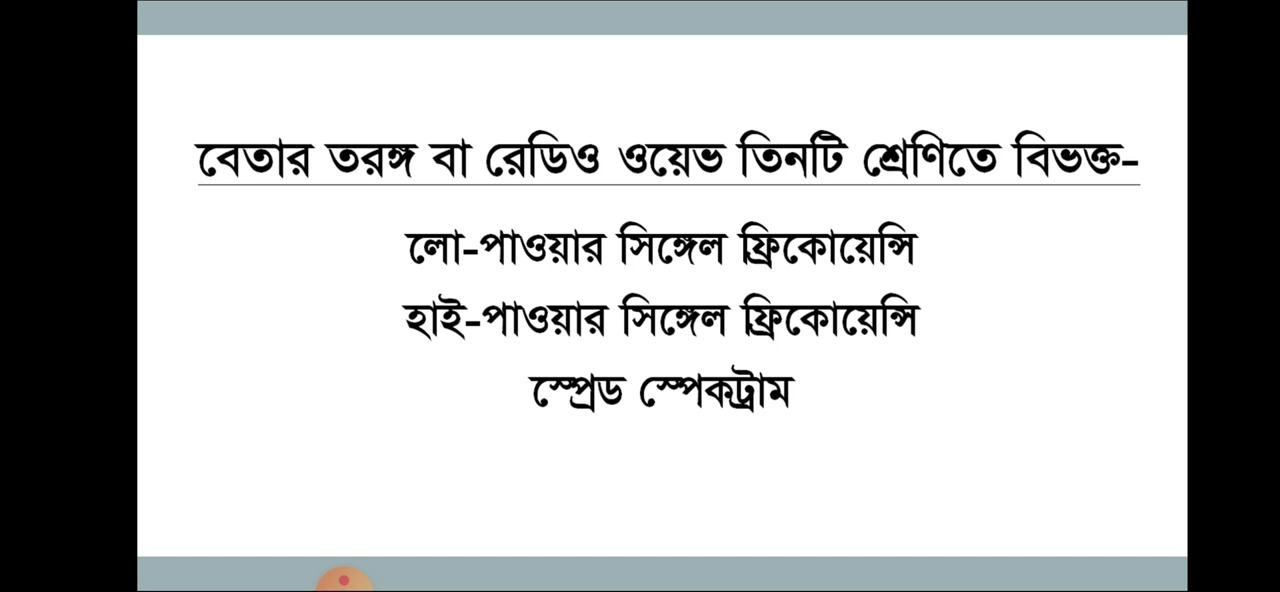 বেতার তরঙ্গ বা রেডিও ওয়েভ তিনটি শ্রেণিতে বিভক্ত-
লো-পাওয়ার সিঙ্গেল ফ্রিকোয়েন্সি
হাই-পাওয়ার সিঙ্গেল ফ্রিকোয়েন্সি
স্প্রেড স্পেকট্রাম